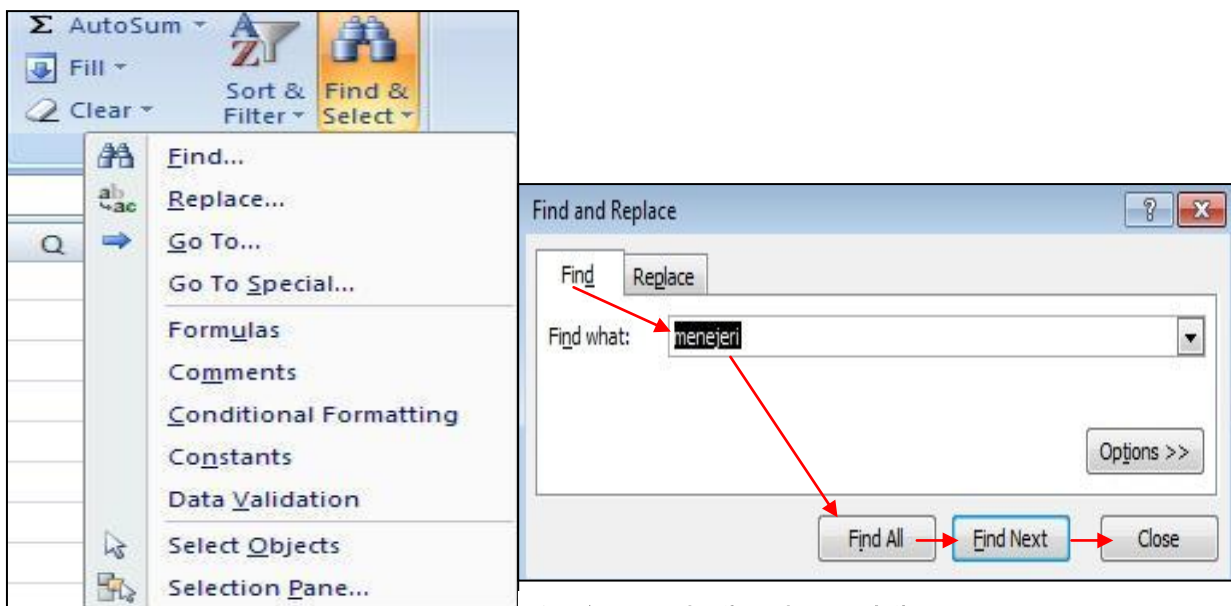 Σ AutoSum
Fill
Clear
Sort & Filter
Find & Select
Find...
Replace...
Go To...
Go To Special...
Formulas
Comments
Conditional Formatting
Constants
Data Validation
Select Objects
Selection Pane...
Q
Find and Replace
Find
Replace
Find what: menejeri
Options >>
Find All
Find Next
Close